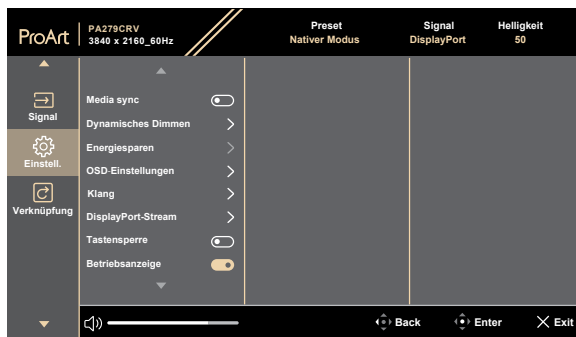 ProArt
PA279CRV
3840 x 2160_60Hz
Preset
Nativer Modus
Signal
DisplayPort
Helligkeit
50
Signal
Einstell.
Verknüpfung
Media sync
Dynamisches Dimmen
Energiesparen
OSD-Einstellungen
Klang
DisplayPort-Stream
Tastensperre
Betriebsanzeige
Back
Enter
Exit